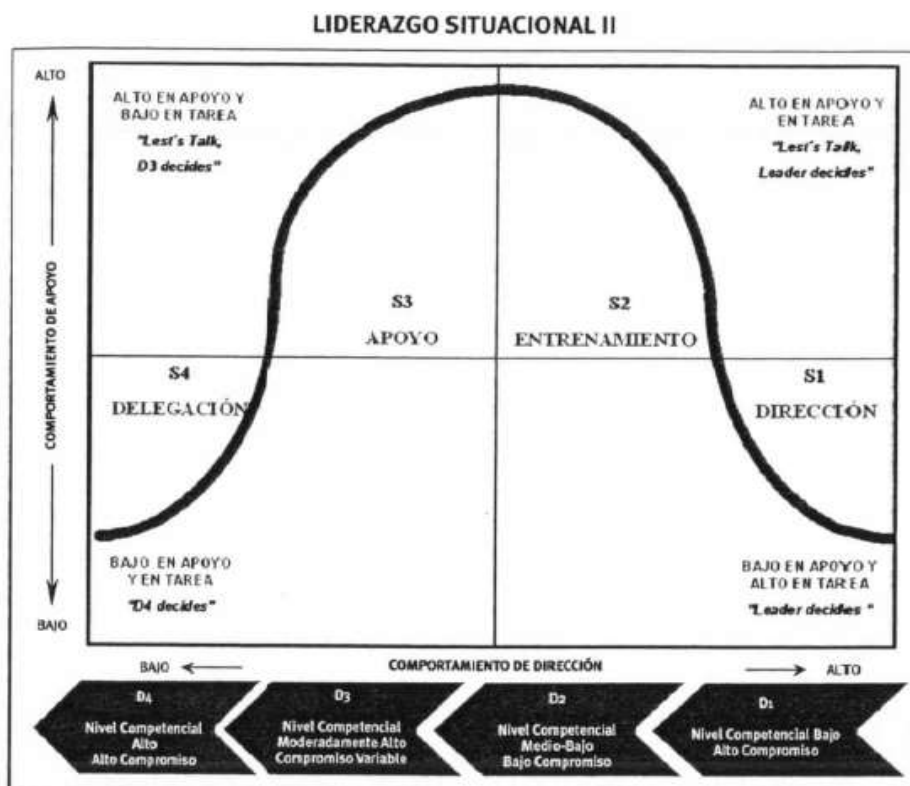 LIDERAZGO SITUACIONAL II
ALTO
ALTO EN APOYO Y
BAJO EN TAREA
"Lest´s Talk,
D3 decides"
ALTO EN APOYO Y
EN TAREA
"Lest´s Talk,
Leader decides"
COMPORTAMIENTO DE APOYO
S3
APOYO
S2
ENTRENAMIENTO
S4
DELEGACIÓN
S1
DIRECCIÓN
BAJO EN APOYO
Y EN TAREA
"D4 decides"
BAJO EN APOYO Y
ALTO EN TAREA
"Leader decides "
BAJO
BAJO
COMPORTAMIENTO DE DIRECCIÓN
ALTO
D4
Nivel Competencial
Alto
Alto Compromiso
D3
Nivel Competencial
Moderadamente Alto
Compromiso Variable
D2
Nivel Competencial
Medio-Bajo
Bajo Compromiso
D1
Nivel Competencial Bajo
Alto Compromiso